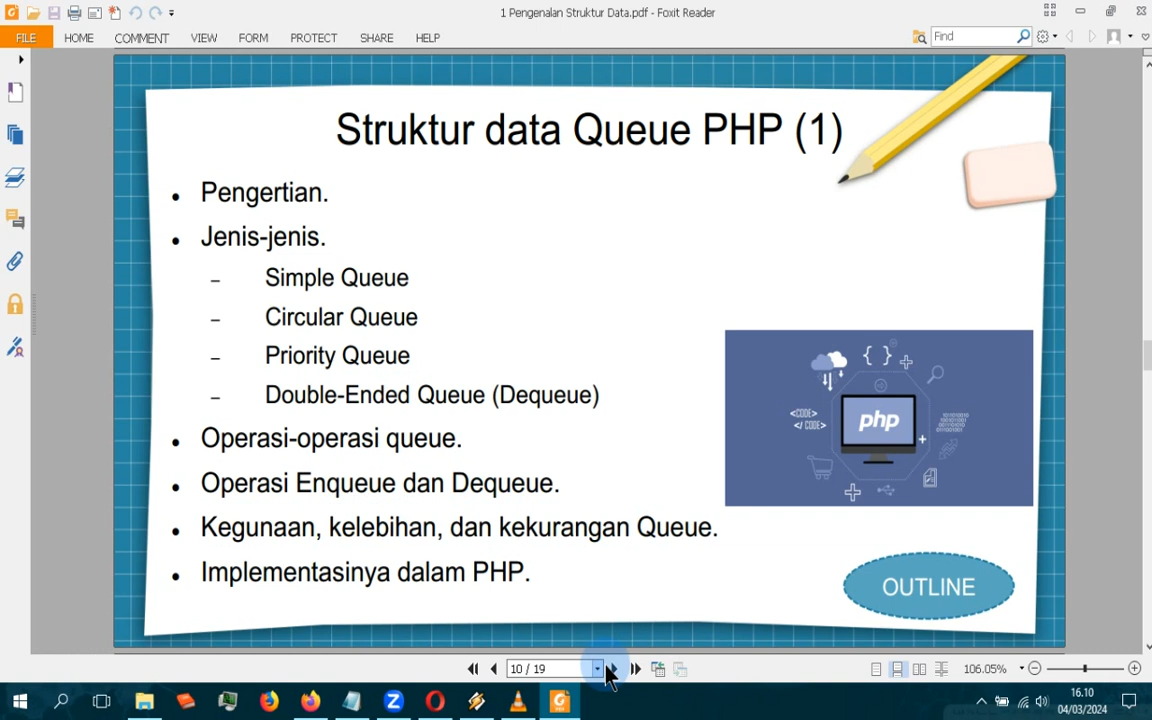 1 Pengenalan Struktur Data.pdf - Foxit Reader
FILE HOME COMMENT VIEW FORM PROTECT SHARE HELP Find
Struktur data Queue PHP (1)
• Pengertian.
• Jenis-jenis.
– Simple Queue
– Circular Queue
– Priority Queue
– Double-Ended Queue (Dequeue)
• Operasi-operasi queue.
• Operasi Enqueue dan Dequeue.
• Kegunaan, kelebihan, dan kekurangan Queue.
• Implementasinya dalam PHP.
{ }
<CODE>
</ CODE>
php
OUTLINE
10 / 19
106.05%
16.10
04/03/2024